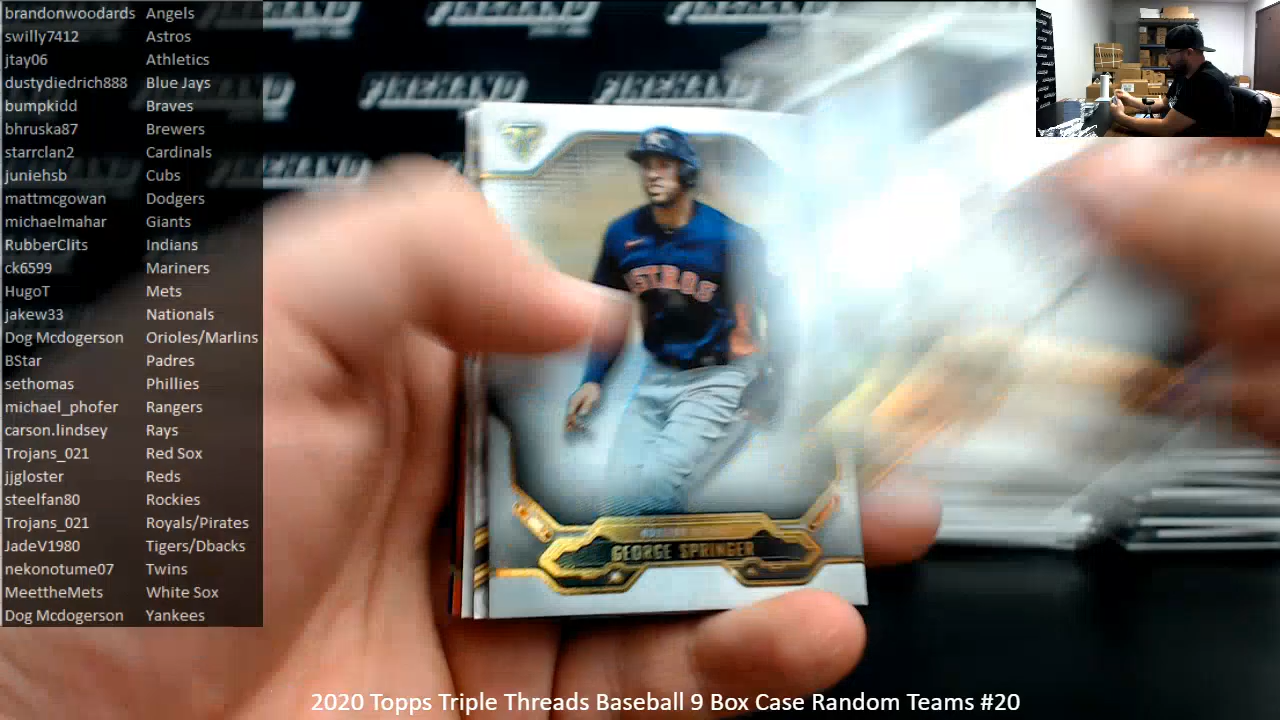 brandonwoodards Angels
swilly7412 Astros
jtay06 Athletics
dustydiedrich888 Blue Jays
bumpkidd Braves
bhruska87 Brewers
starrclan2 Cardinals
juniehsb Cubs
mattmcgowan Dodgers
michaelmahar Giants
RubberClits Indians
ck6599 Mariners
HugoT Mets
jakew33 Nationals
Dog Mcdogerson Orioles/Marlins
BStar Padres
sethomas Phillies
michael_phofer Rangers
carson.lindsey Rays
Trojans_021 Red Sox
jjgloster Reds
steelfan80 Rockies
Trojans_021 Royals/Pirates
JadeV1980 Tigers/Dbacks
nekonotume07 Twins
MeettheMets White Sox
Dog Mcdogerson Yankees
FIREHAND FIREHAND
FIREHAND
ASTROS
GEORGE SPRINGER
2020 Topps Triple Threads Baseball 9 Box Case Random Teams #20